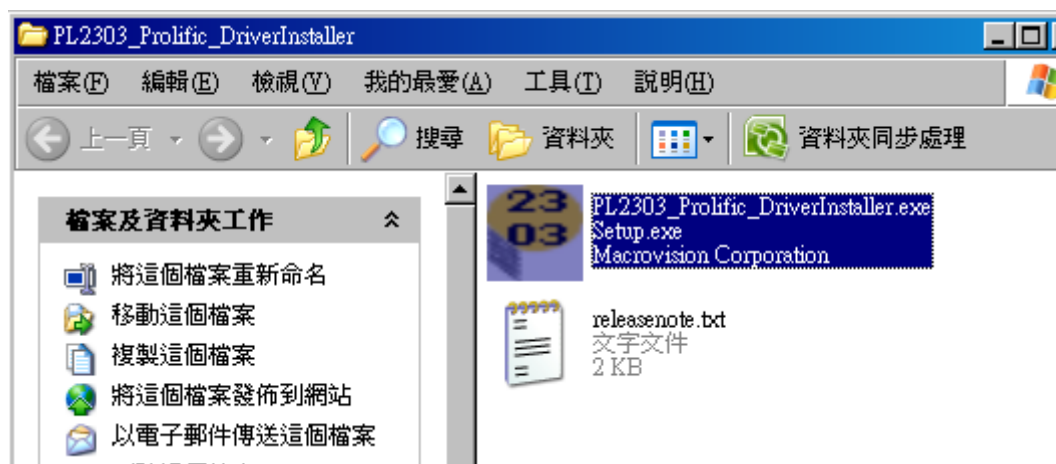 PL2303_Prolific_DriverInstaller
檔案(F) 編輯(E) 檢視(V) 我的最愛(A) 工具(T) 說明(H)
上一頁 搜尋 資料夾 資料夾同步處理
檔案及資料夾工作
將這個檔案重新命名
移動這個檔案
複製這個檔案
將這個檔案發佈到網站
以電子郵件傳送這個檔案
23
03
PL2303_Prolific_DriverInstaller.exe
Setup.exe
Macrovision Corporation
releasenote.txt
文字文件
2 KB